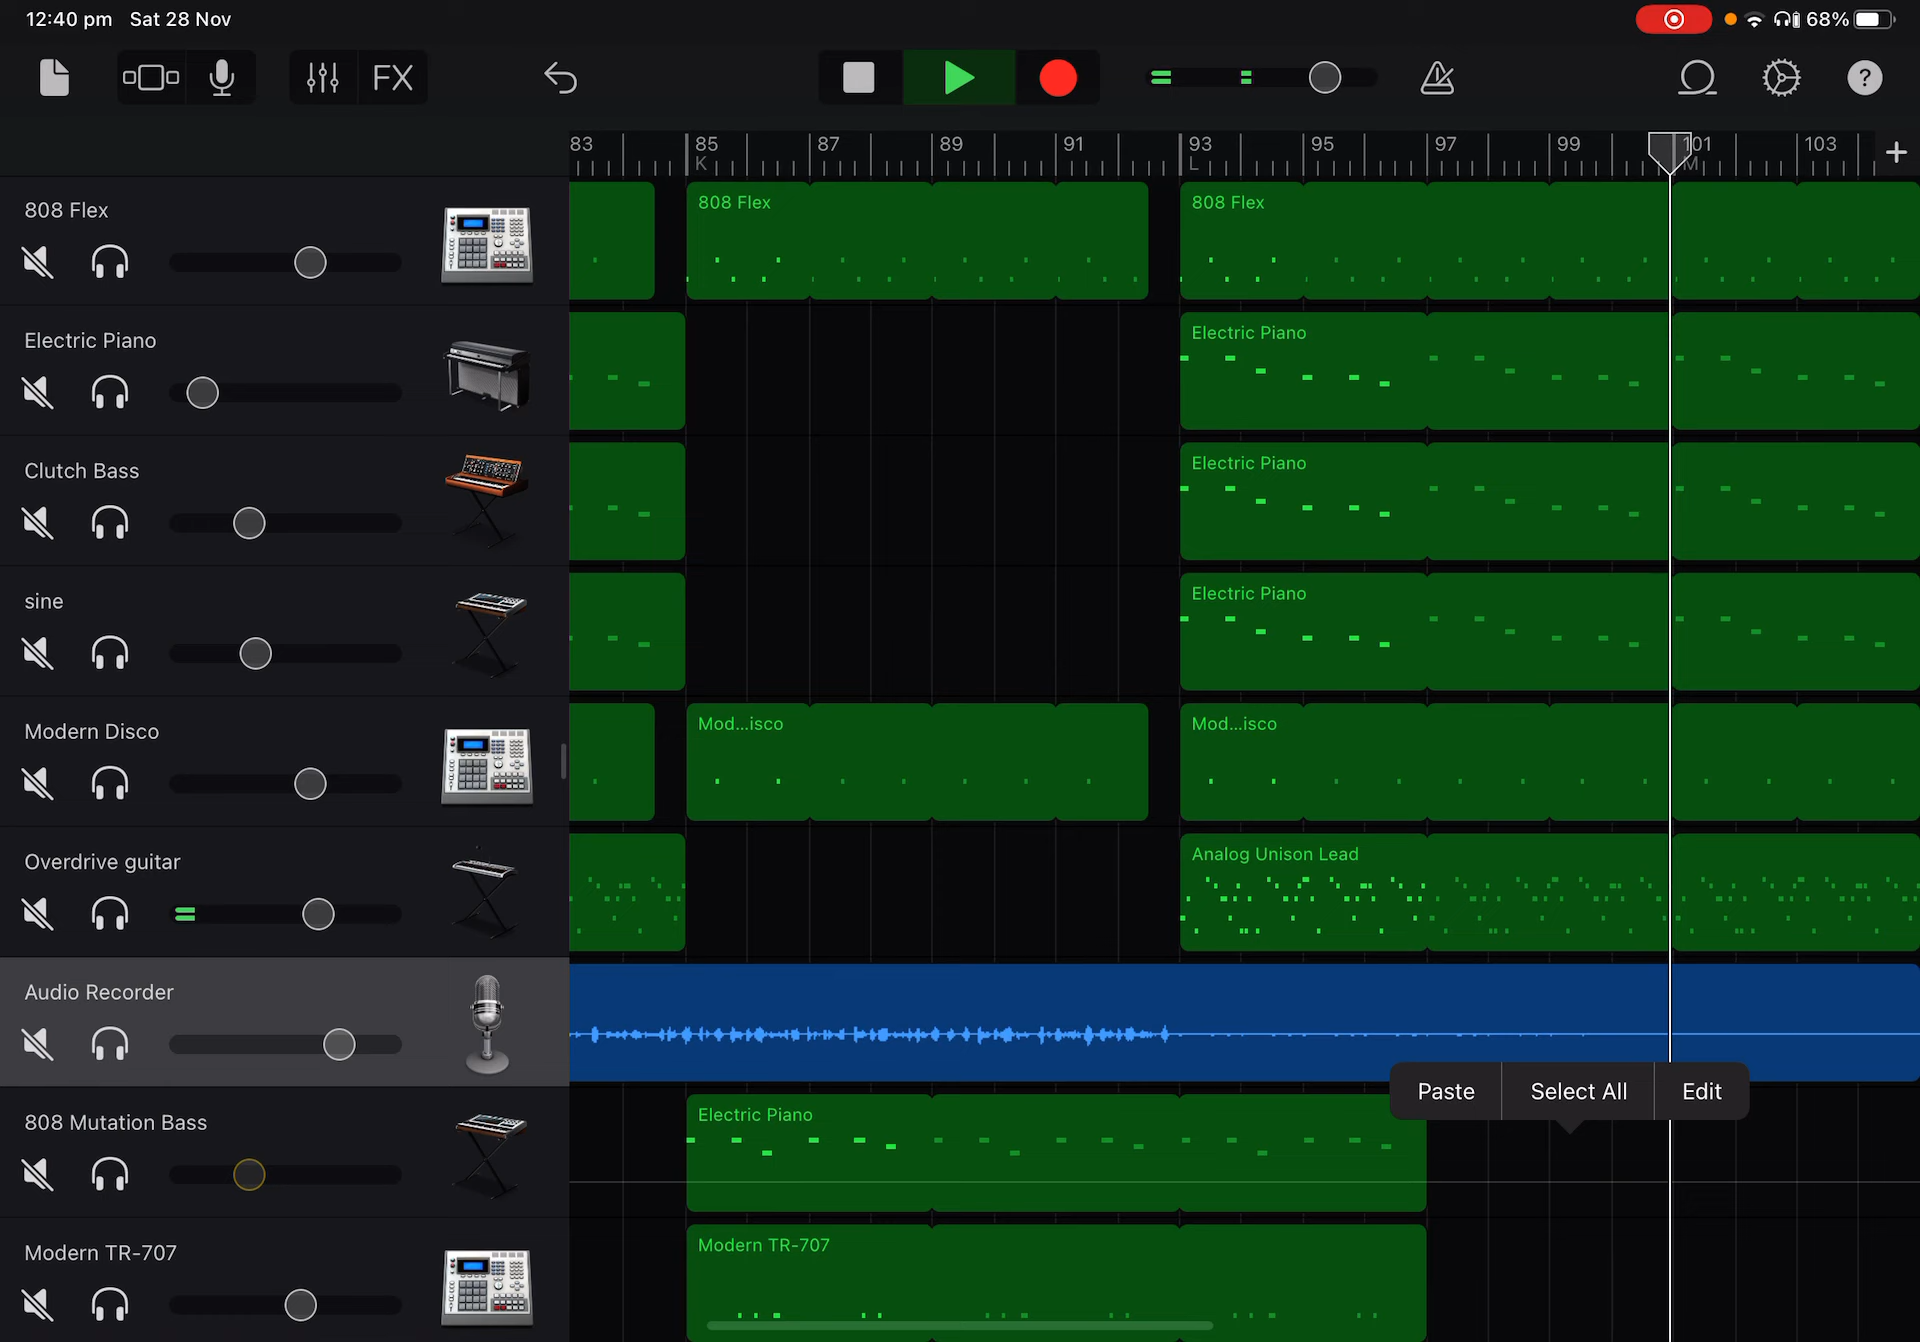 12:40 pm Sat 28 Nov
68%
FX
?
83 85 87 89 91 93 95 97 99 101 103 +
K L M
808 Flex
808 Flex 808 Flex
Electric Piano
Electric Piano
Clutch Bass
Electric Piano
sine
Electric Piano
Modern Disco
Mod...isco Mod...isco
Overdrive guitar
Analog Unison Lead
Audio Recorder
Paste Select All Edit
808 Mutation Bass
Electric Piano
Modern TR-707
Modern TR-707